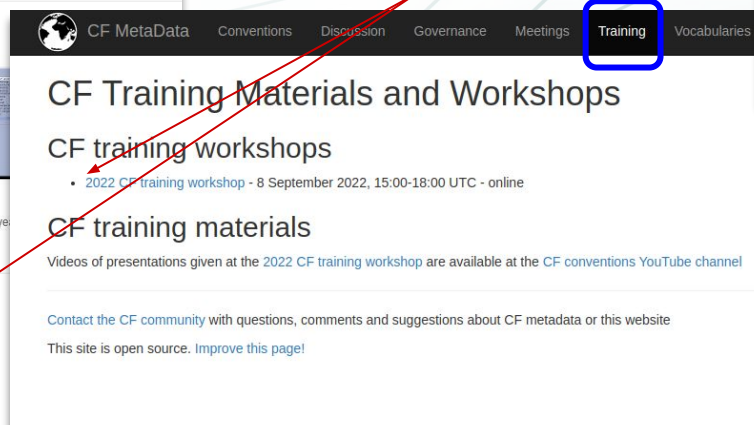 CF MetaData Conventions Discussion Governance Meetings Training Vocabularies
CF Training Materials and Workshops
CF training workshops
• 2022 CF training workshop - 8 September 2022, 15:00-18:00 UTC - online
CF training materials
Videos of presentations given at the 2022 CF training workshop are available at the CF conventions YouTube channel
Contact the CF community with questions, comments and suggestions about CF metadata or this website
This site is open source. Improve this page!